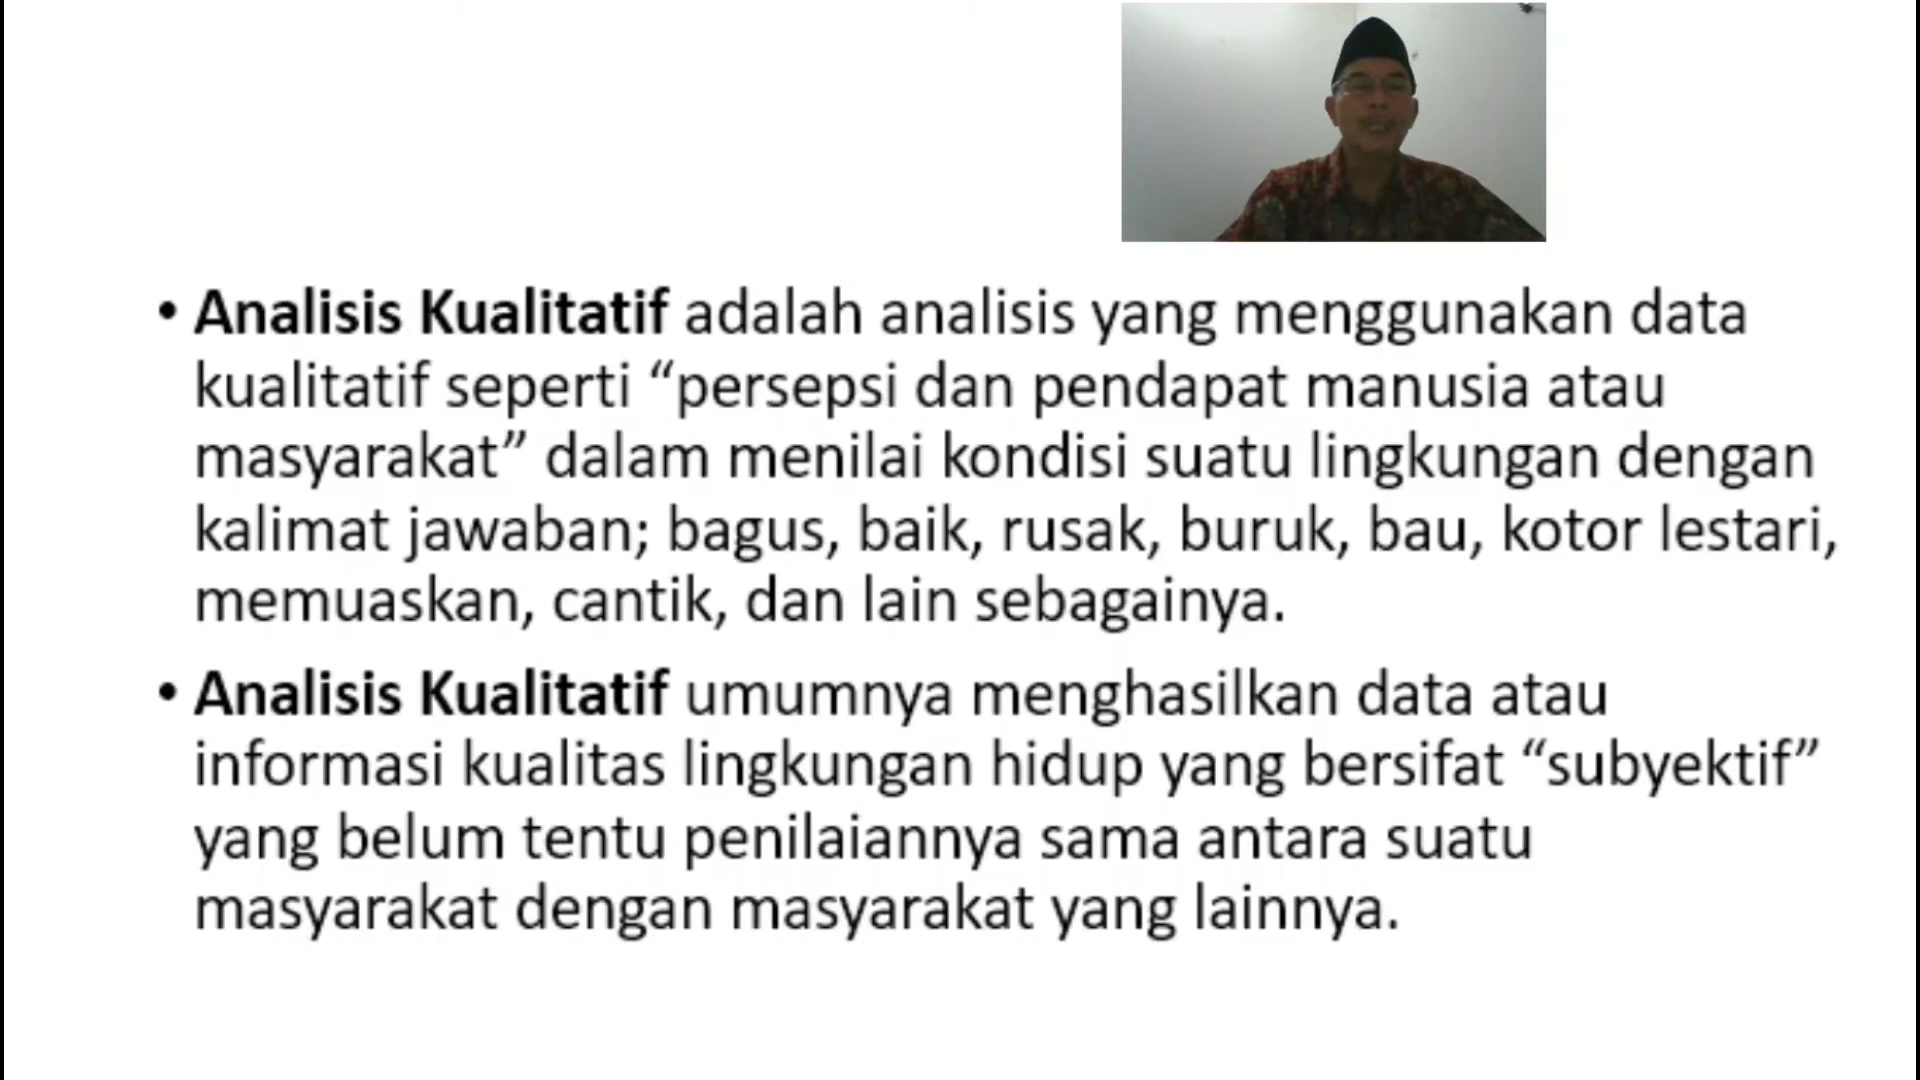 • Analisis Kualitatif adalah analisis yang menggunakan data
kualitatif seperti “persepsi dan pendapat manusia atau
masyarakat” dalam menilai kondisi suatu lingkungan dengan
kalimat jawaban; bagus, baik, rusak, buruk, bau, kotor lestari,
memuaskan, cantik, dan lain sebagainya.
• Analisis Kualitatif umumnya menghasilkan data atau
informasi kualitas lingkungan hidup yang bersifat “subyektif”
yang belum tentu penilaiannya sama antara suatu
masyarakat dengan masyarakat yang lainnya.